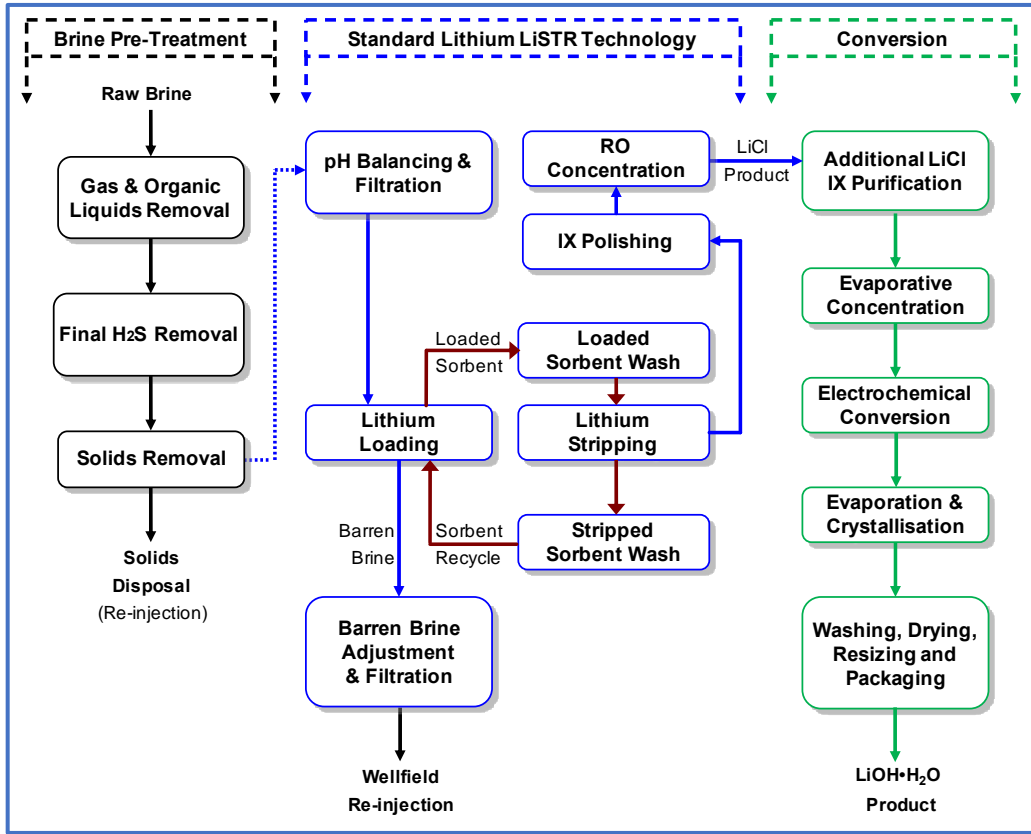 Brine Pre-Treatment
Standard Lithium LiSTR Technology
Conversion
Raw Brine
Gas & Organic
Liquids Removal
Final H2S Removal
Solids Removal
Solids
Disposal
(Re-injection)
pH Balancing &
Filtration
Lithium
Loading
Barren
Brine
Barren Brine
Adjustment
& Filtration
Wellfield
Re-injection
Loaded
Sorbent
Sorbent
Recycle
RO
Concentration
IX Polishing
Loaded
Sorbent Wash
Lithium
Stripping
Stripped
Sorbent Wash
LiCl
Product
Additional LiCl
IX Purification
Evaporative
Concentration
Electrochemical
Conversion
Evaporation &
Crystallisation
Washing, Drying,
Resizing and
Packaging
LiOH•H₂O
Product